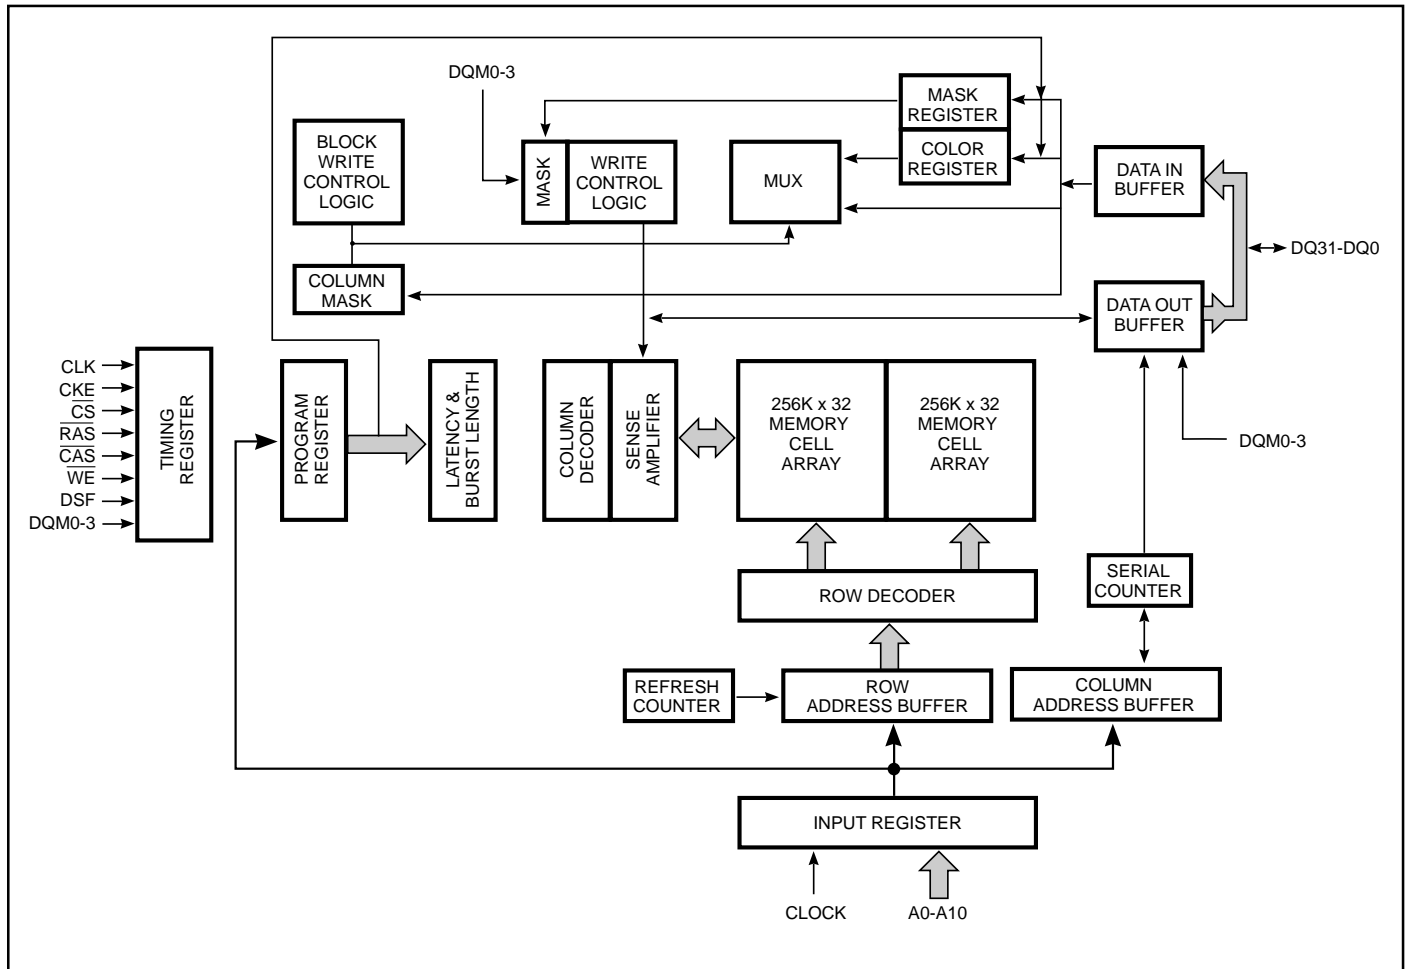 DQM0-3
MASK
REGISTER
BLOCK
WRITE
CONTROL
LOGIC
MASK
WRITE
CONTROL
LOGIC
MUX
COLOR
REGISTER
DATA IN
BUFFER
DQ31-DQ0
COLUMN
MASK
DATA OUT
BUFFER
CLK
CKE
CS
RAS
CAS
WE
DSF
DQM0-3
TIMING
REGISTER
PROGRAM
REGISTER
LATENCY &
BURST LENGTH
COLUMN
DECODER
SENSE
AMPLIFIER
256K x 32
MEMORY
CELL
ARRAY
256K x 32
MEMORY
CELL
ARRAY
DQM0-3
ROW DECODER
SERIAL
COUNTER
REFRESH
COUNTER
ROW
ADDRESS BUFFER
COLUMN
ADDRESS BUFFER
INPUT REGISTER
CLOCK
A0-A10